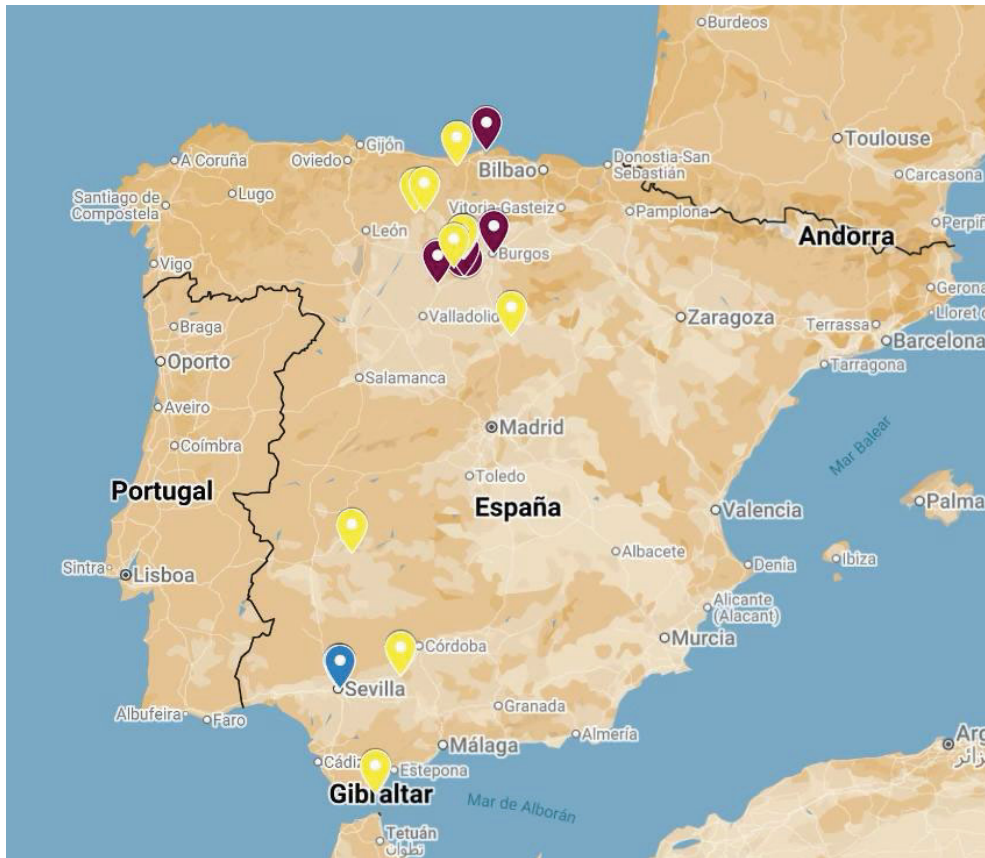 Burdeos
Toulouse
Carcasona
Gijón
A Coruña
Oviedo
Bilbao
Donostia-San
Sebastián
Lugo
Santiago de
Compostela
Vitoria-Gasteiz
Pamplona
Perpiñ
León
Andorra
Burgos
Vigo
Gerona
Valladolid
Zaragoza
Terrassa
Lloret d
Braga
Barcelona
Oporto
Tarragona
Salamanca
Aveiro
Madrid
Mar Balear
Coímbra
Toledo
Portugal
España
Valencia
Palma
Albacete
Ibiza
Sintra
Lisboa
Denia
Alicante
(Alacant)
Córdoba
Murcia
Sevilla
Granada
Albufeira
Faro
Almería
Arg
الجزائر
Málaga
Cádiz
Estepona
Gibraltar
Mar de Alborán
Tetuán
تطوان